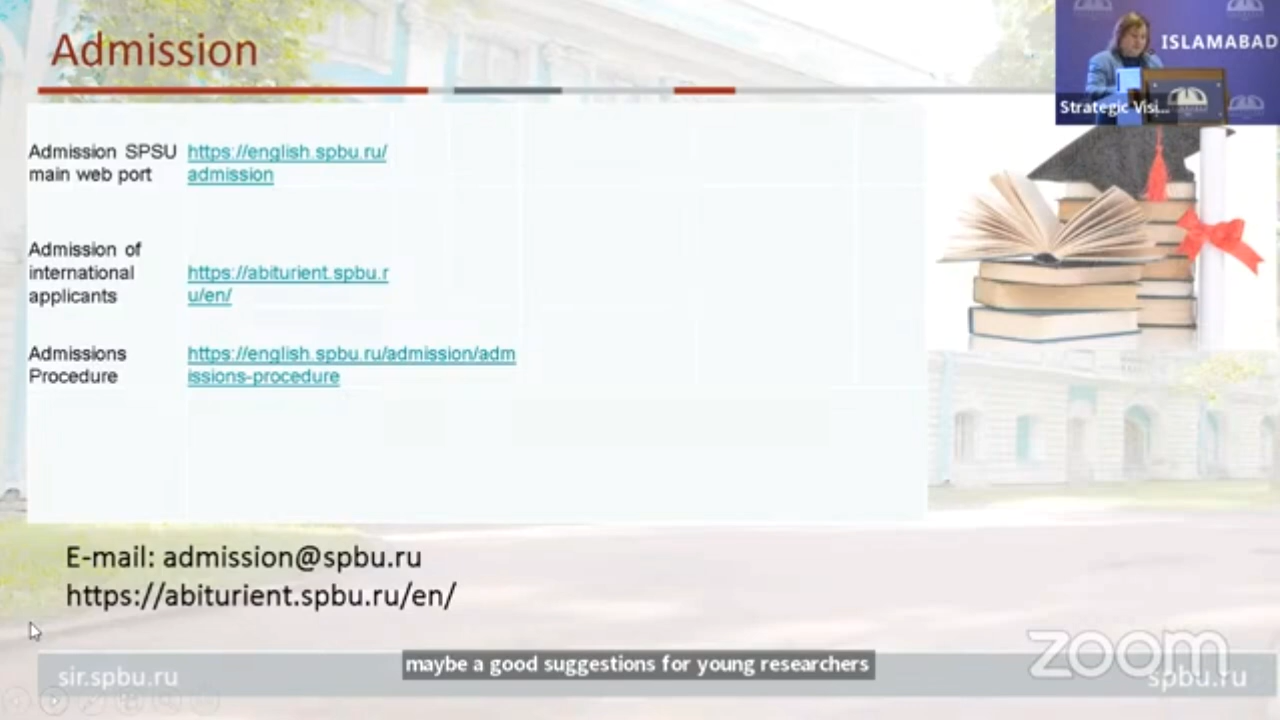 Admission
ISLAMABAD
Strategic Visi...
Admission SPSU
main web port
https://english.spbu.ru/
admission
Admission of
international
applicants
https://abiturient.spbu.r
u/en/
Admissions
Procedure
https://english.spbu.ru/admission/adm
issions-procedure
E-mail: admission@spbu.ru
https://abiturient.spbu.ru/en/
maybe a good suggestions for young researchers
zoom
sir.spbu.ru
spbu.ru